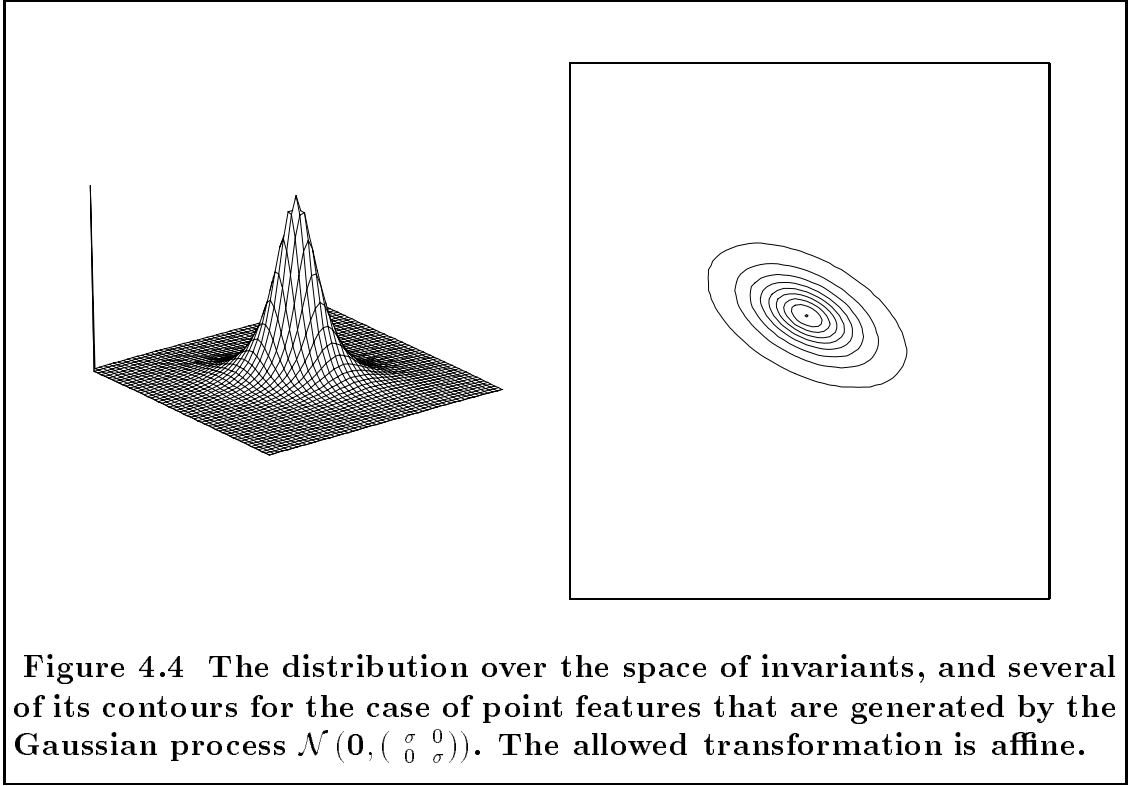 Figure 4.4 The distribution over the space of invariants, and several
of its contours for the case of point features that are generated by the
Gaussian process 𝒩(0, ( σ 0 0 σ )). The allowed transformation is affine.